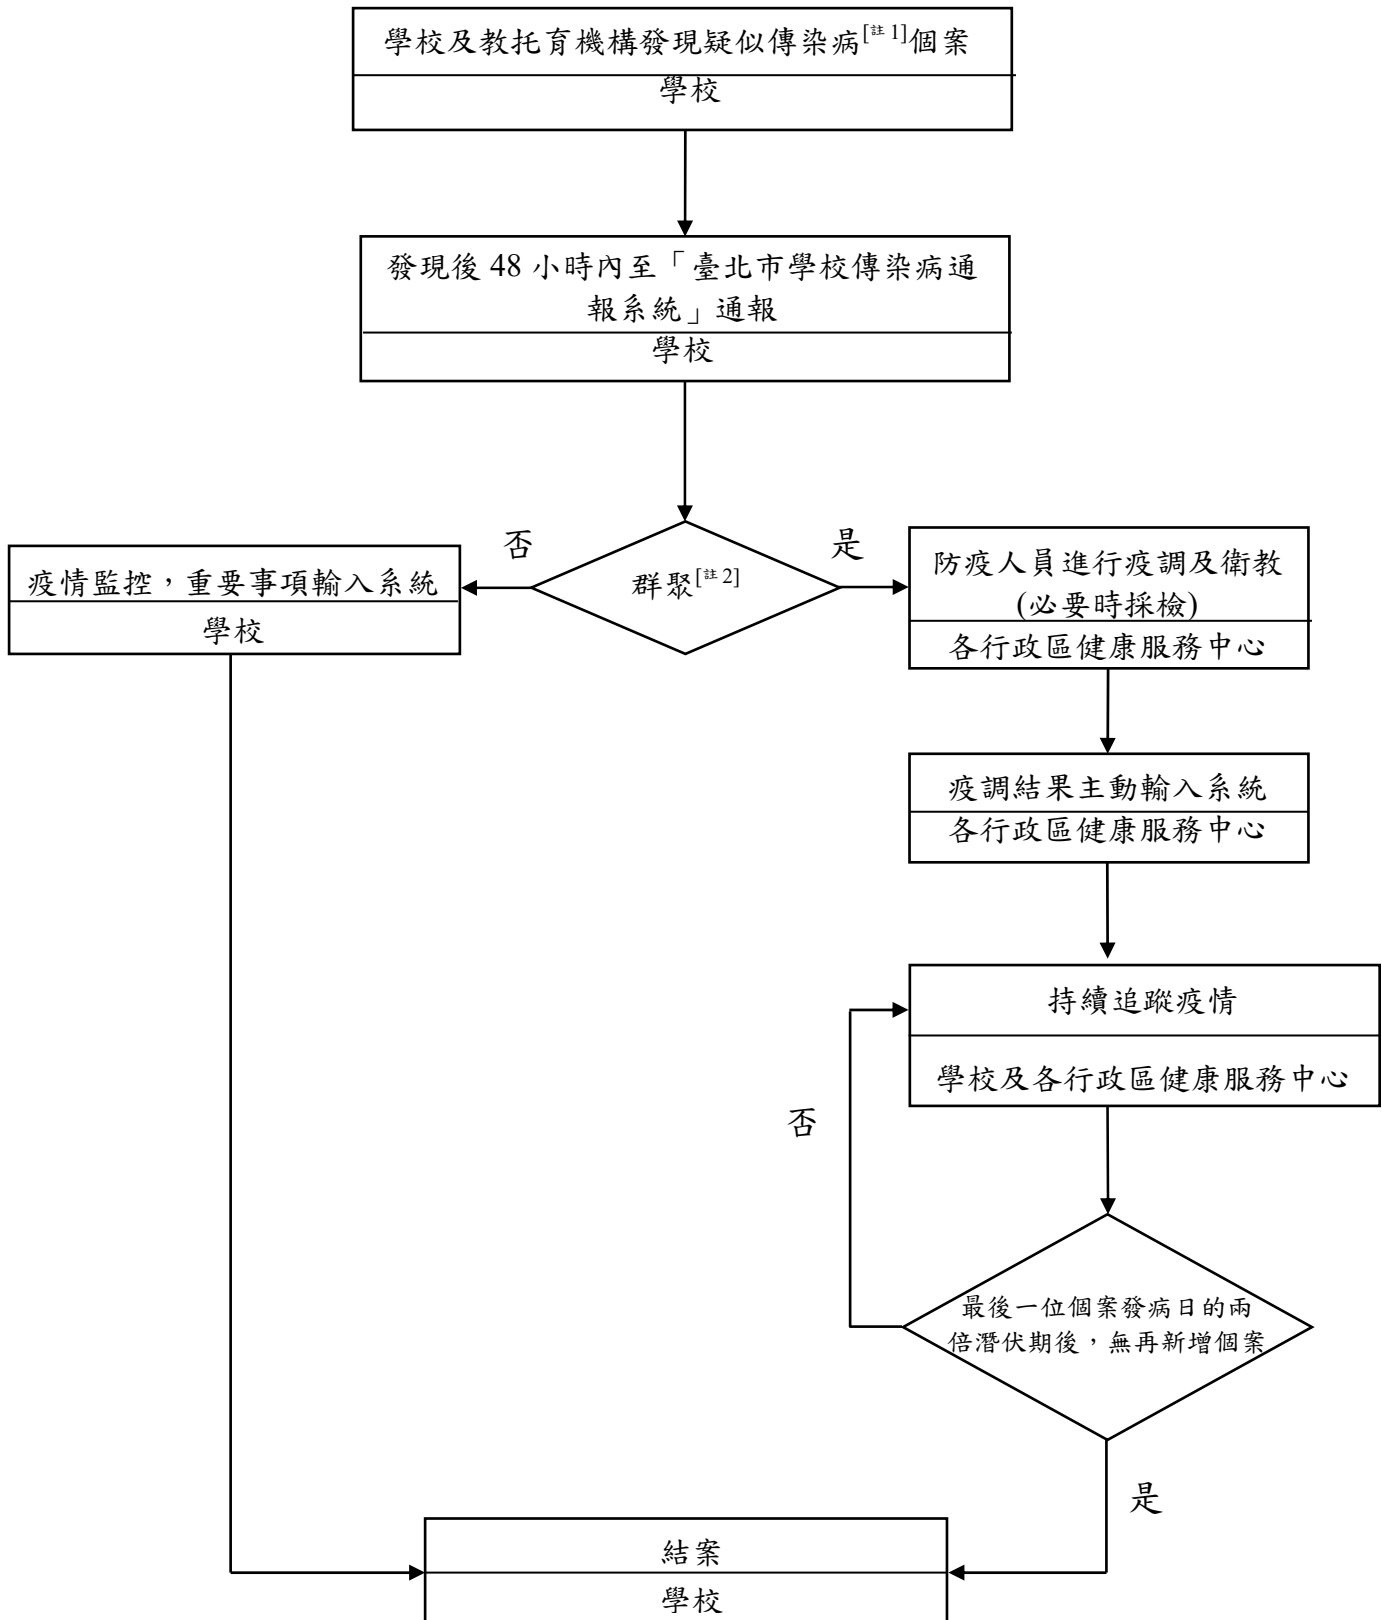 學校及教托育機構發現疑似傳染病[註 1]個案
學校
發現後 48 小時內至「臺北市學校傳染病通
報系統」通報
學校
否
是
群聚[註 2]
疫情監控，重要事項輸入系統
學校
防疫人員進行疫調及衛教
(必要時採檢)
各行政區健康服務中心
疫調結果主動輸入系統
各行政區健康服務中心
持續追蹤疫情
學校及各行政區健康服務中心
否
最後一位個案發病日的兩
倍潛伏期後，無再新增個案
是
結案
學校